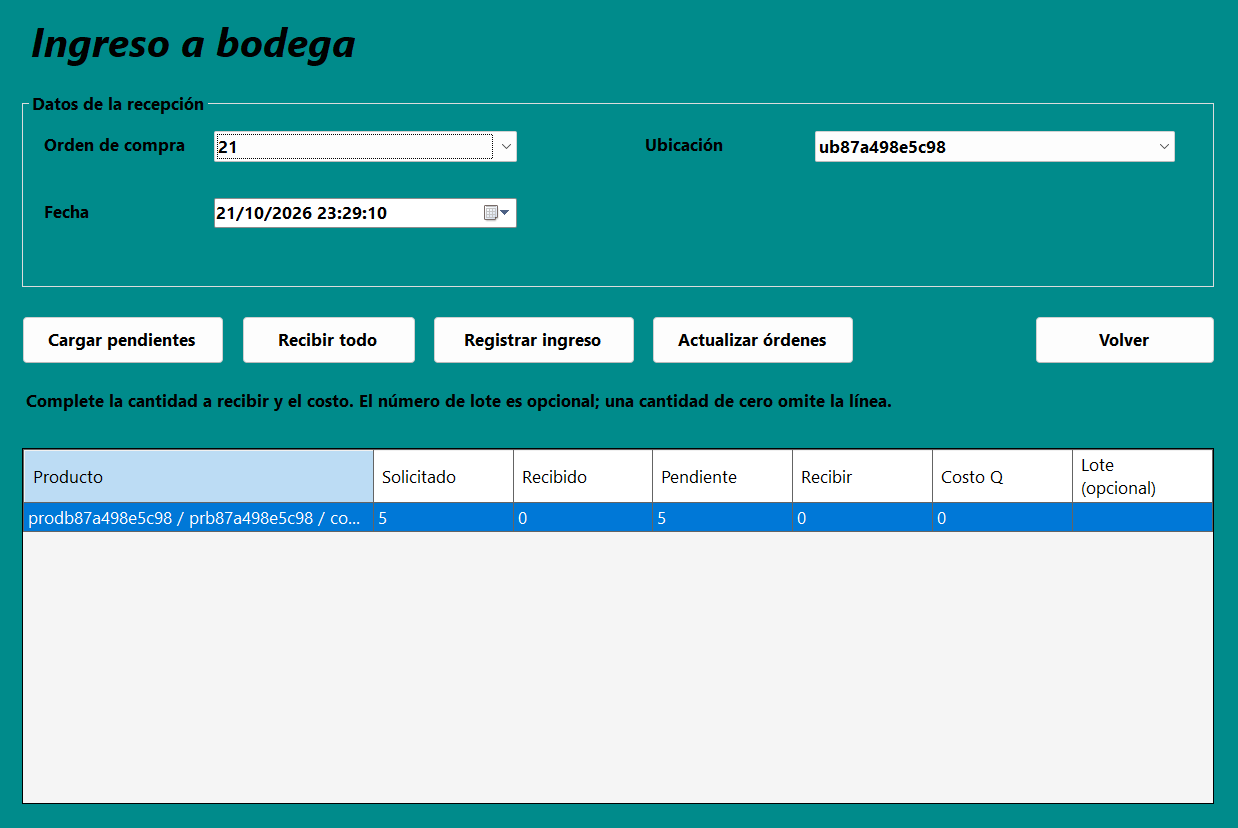 Ingreso a bodega
Datos de la recepción
Orden de compra
21
Ubicación
ub87a498e5c98
Fecha
21/10/2026 23:29:10
Cargar pendientes
Recibir todo
Registrar ingreso
Actualizar órdenes
Volver
Complete la cantidad a recibir y el costo. El número de lote es opcional; una cantidad de cero omite la línea.
Producto Solicitado Recibido Pendiente Recibir Costo Q Lote (opcional)
prodb87a498e5c98 / prb87a498e5c98 / co... 5 0 5 0 0